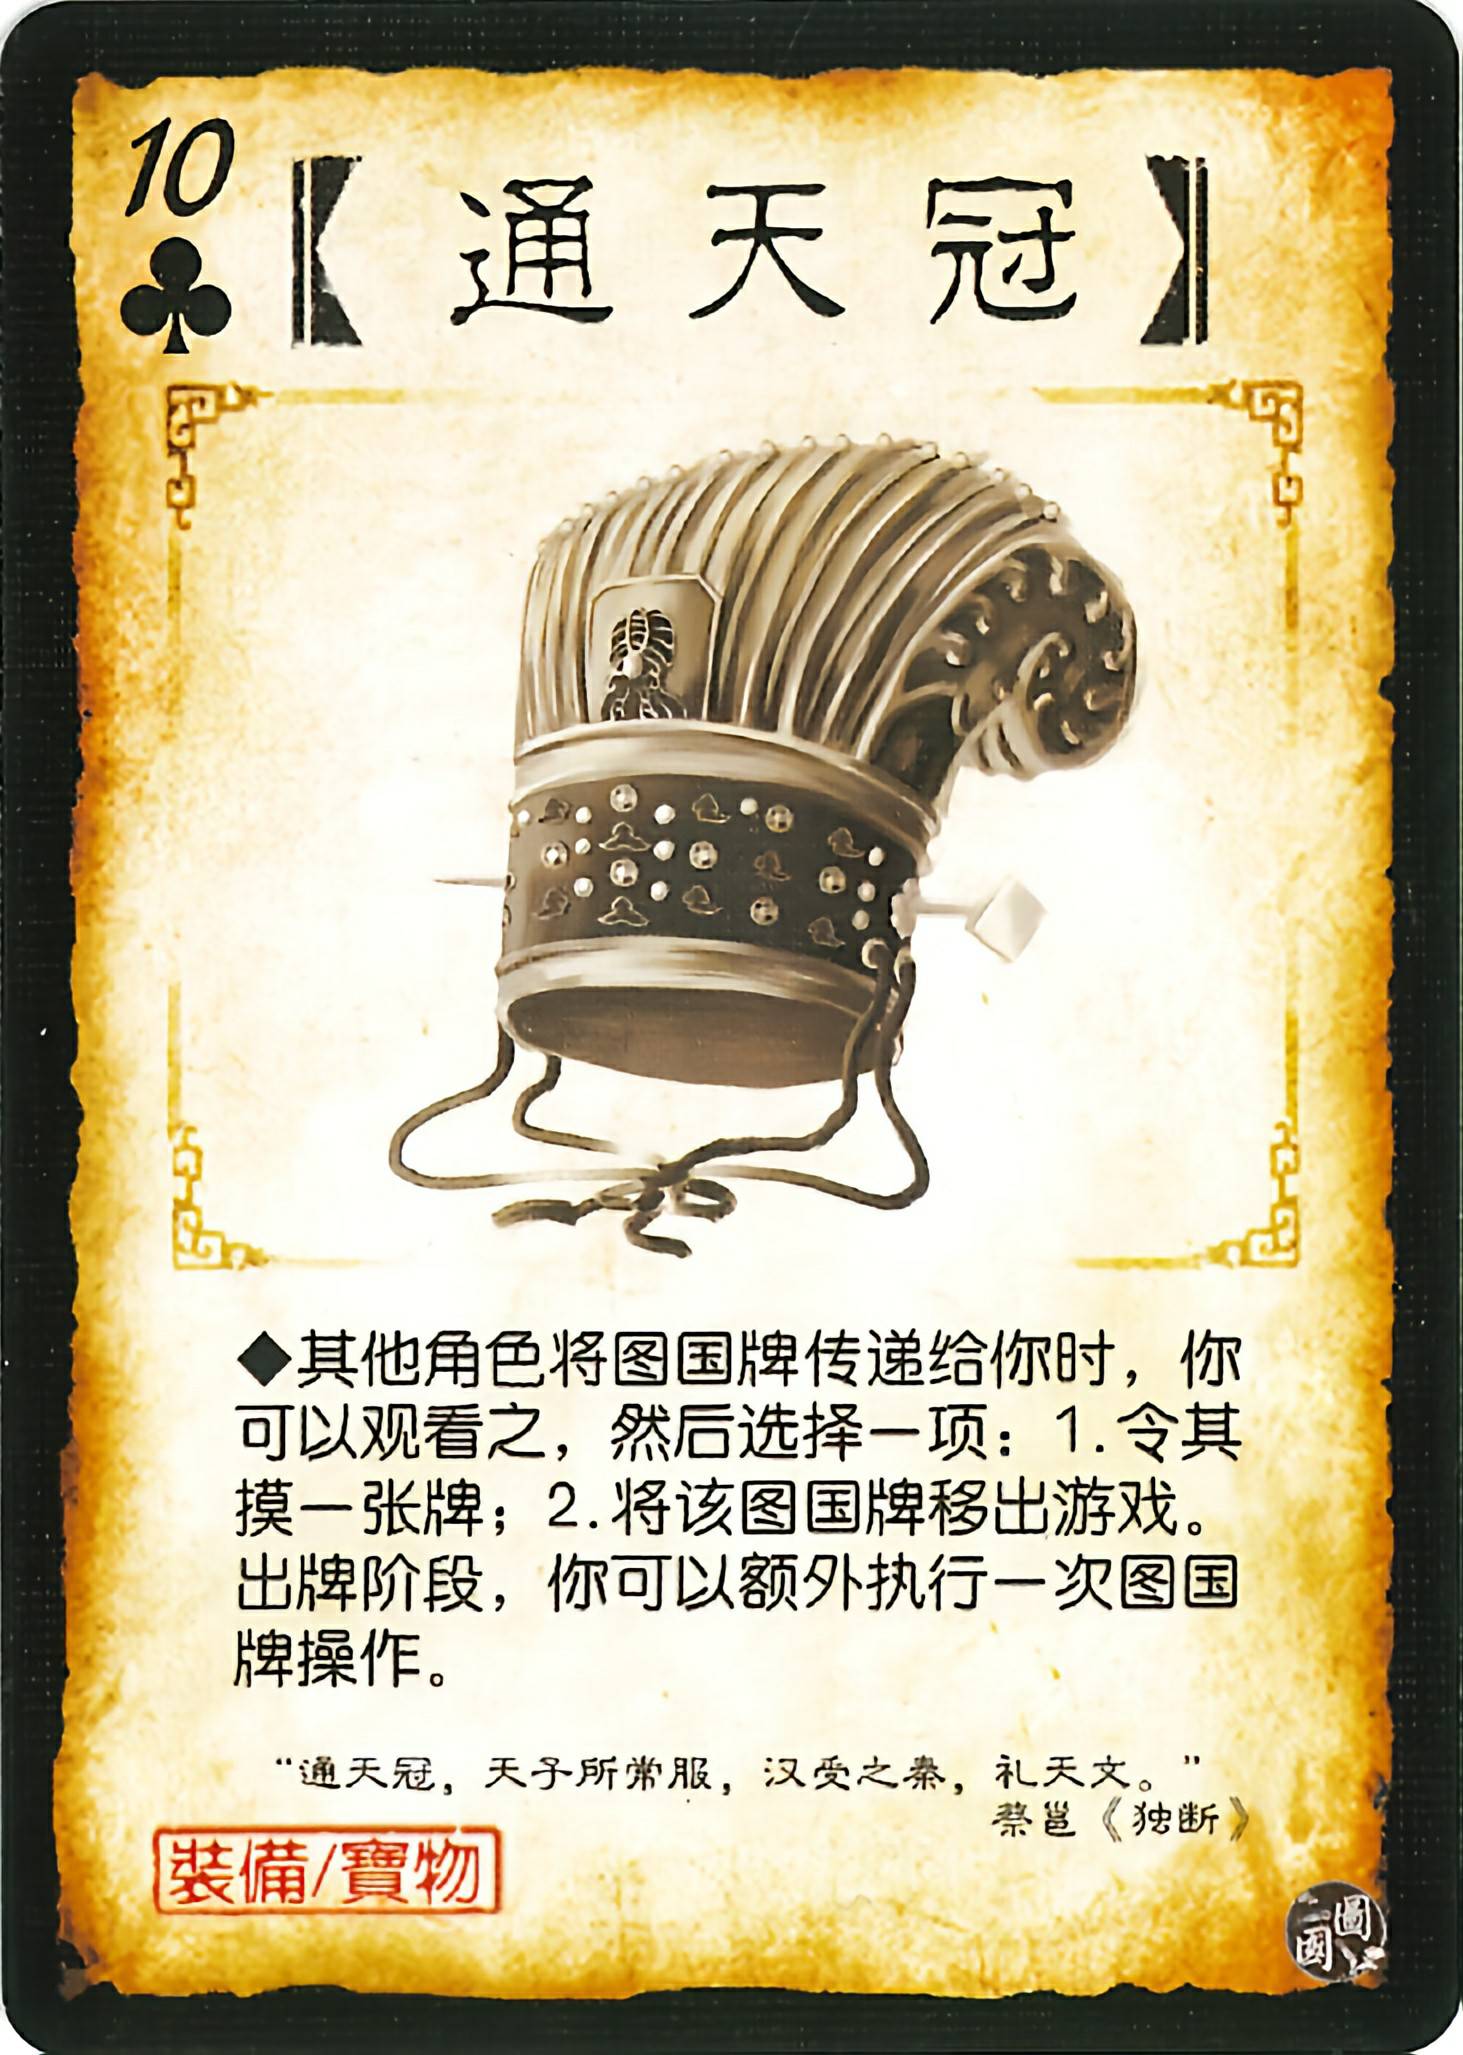 10
【通天冠】
◆其他角色将图国牌传递给你时，你
可以观看之，然后选择一项：1.令其
摸一张牌；2.将该图国牌移出游戏。
出牌阶段，你可以额外执行一次图国
牌操作。
“通天冠，天子所常服，汉受之秦，礼天文。”
蔡邕《独断》
裝備/寶物
圖
國